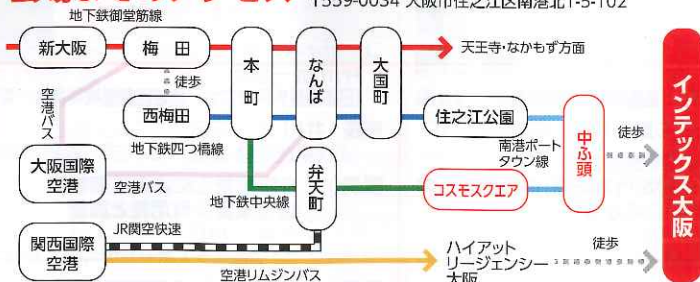 〒559-0034 大阪市住之江区南港北1-5-102
地下鉄御堂筋線
新大阪
梅田
本町
なんば
大国町
天王寺・なかもず方面
徒歩
空港バス
西梅田
住之江公園
中ふ頭
徒歩
インテックス大阪
地下鉄四つ橋線
南港ポート
タウン線
大阪国際
空港
空港バス
弁天町
コスモスクエア
地下鉄中央線
関西国際
空港
JR関空快速
空港リムジンバス
ハイアット
リージェンシー
大阪
徒歩